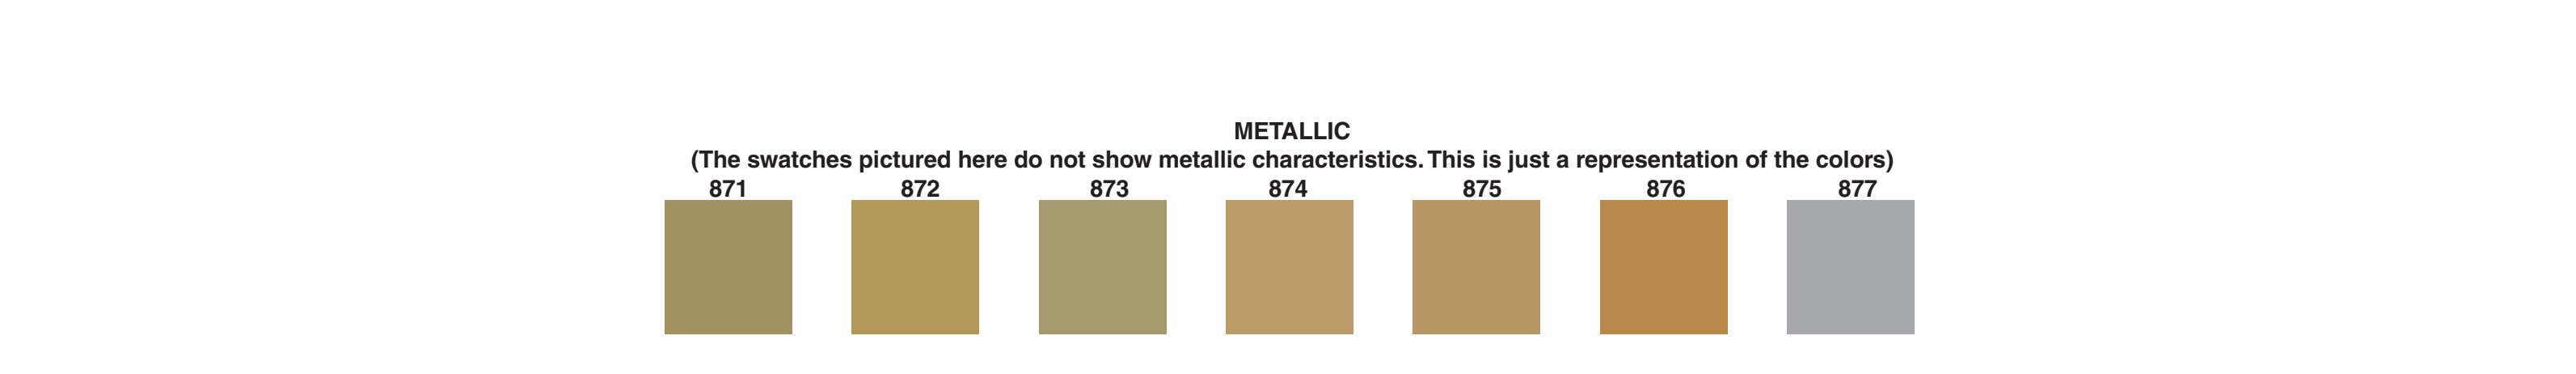 METALLIC
(The swatches pictured here do not show metallic characteristics. This is just a representation of the colors)
871 872 873 874 875 876 877